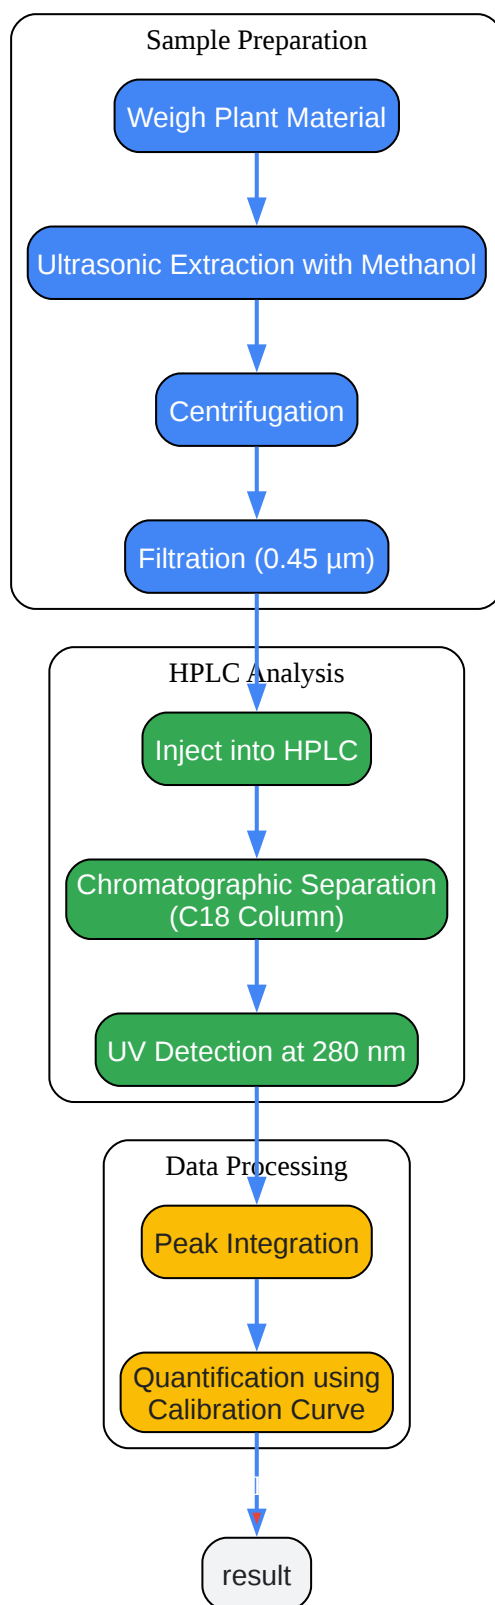 Sample Preparation
Weigh Plant Material
Ultrasonic Extraction with Methanol
Centrifugation
Filtration (0.45 µm)
HPLC Analysis
Inject into HPLC
Chromatographic Separation
(C18 Column)
UV Detection at 280 nm
Data Processing
Peak Integration
Quantification using
Calibration Curve
result